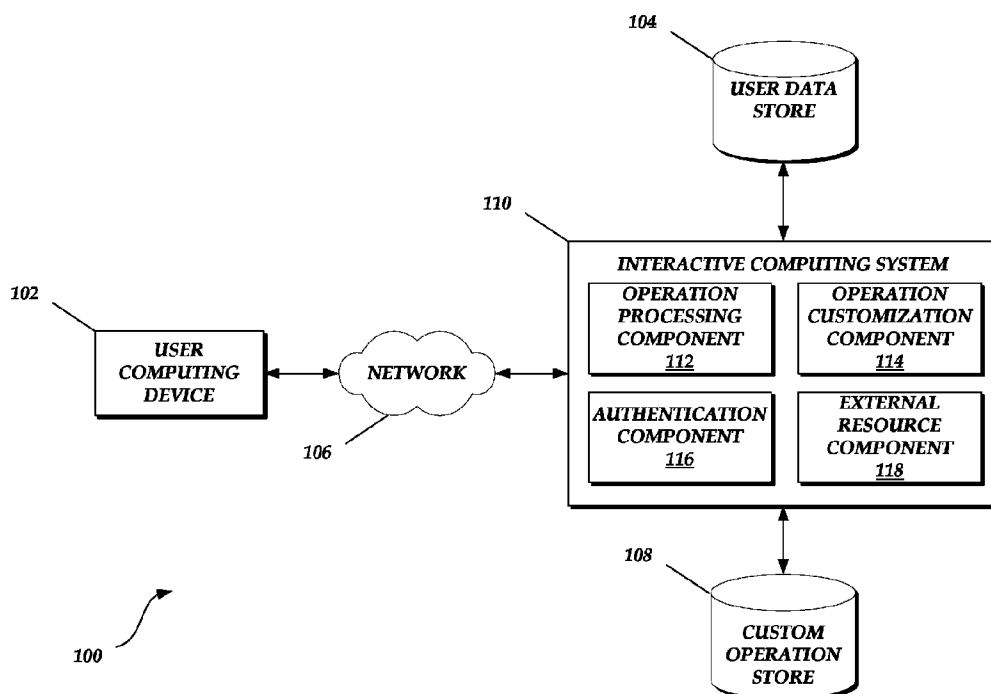 104
USER DATA
STORE
110
INTERACTIVE COMPUTING SYSTEM
OPERATION
PROCESSING
COMPONENT
112
OPERATION
CUSTOMIZATION
COMPONENT
114
102
USER
COMPUTING
DEVICE
NETWORK
106
AUTHENTICATION
COMPONENT
116
EXTERNAL
RESOURCE
COMPONENT
118
108
CUSTOM
OPERATION
STORE
100